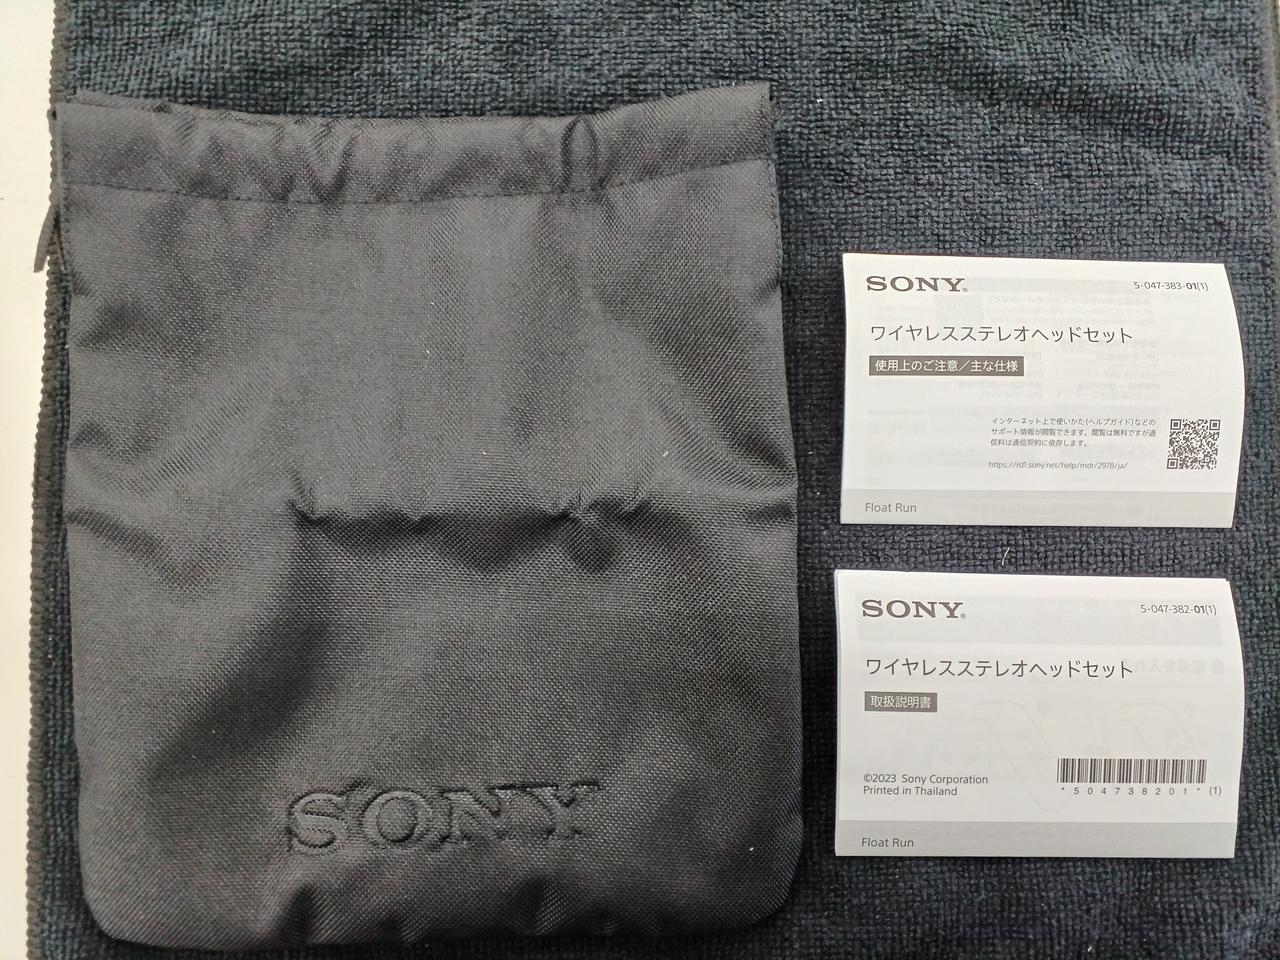 SONY
SONY®
5-047-383-01(1)
ワイヤレスステレオヘッドセット
使用上のご注意／主な仕様
インターネット上で使いかた(ヘルプガイド)などの
サポート情報が閲覧できます。閲覧は無料ですが通
信料は通信契約に依存します。
https://rd1.sony.net/help/mdr/2978/ja/
Float Run
SONY®
5-047-382-01(1)
ワイヤレスステレオヘッドセット
取扱説明書
©2023 Sony Corporation
Printed in Thailand
*504738201* (1)
Float Run